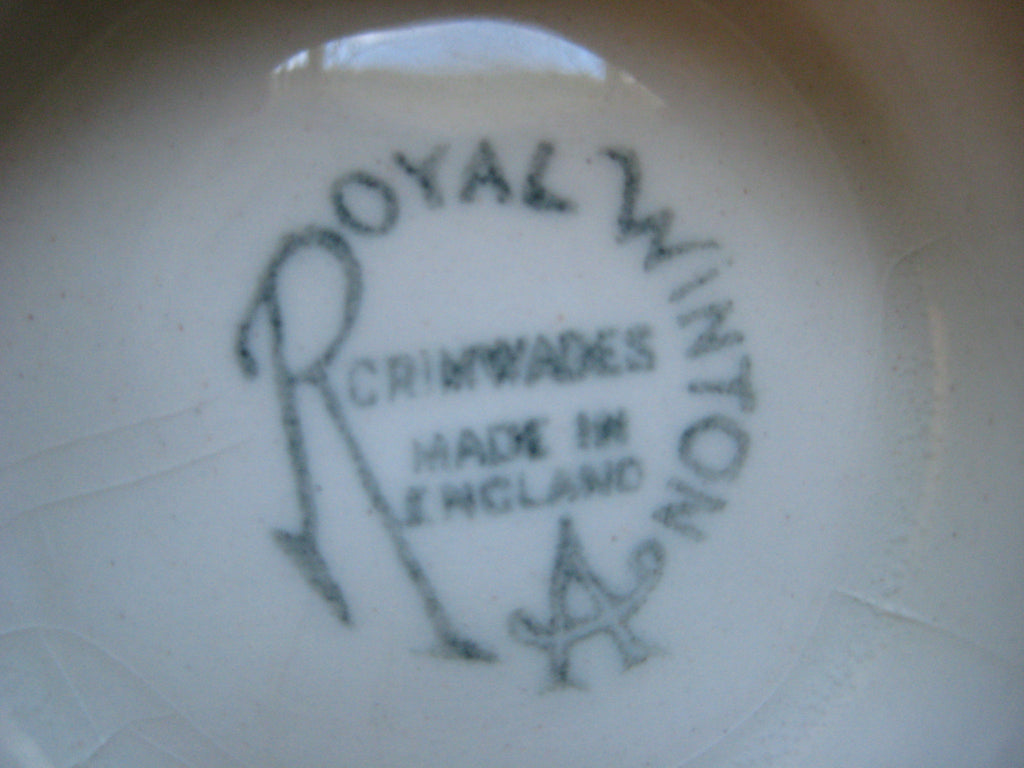 ROYAL WINTON
GRIMWADES
MADE IN
ENGLAND
A